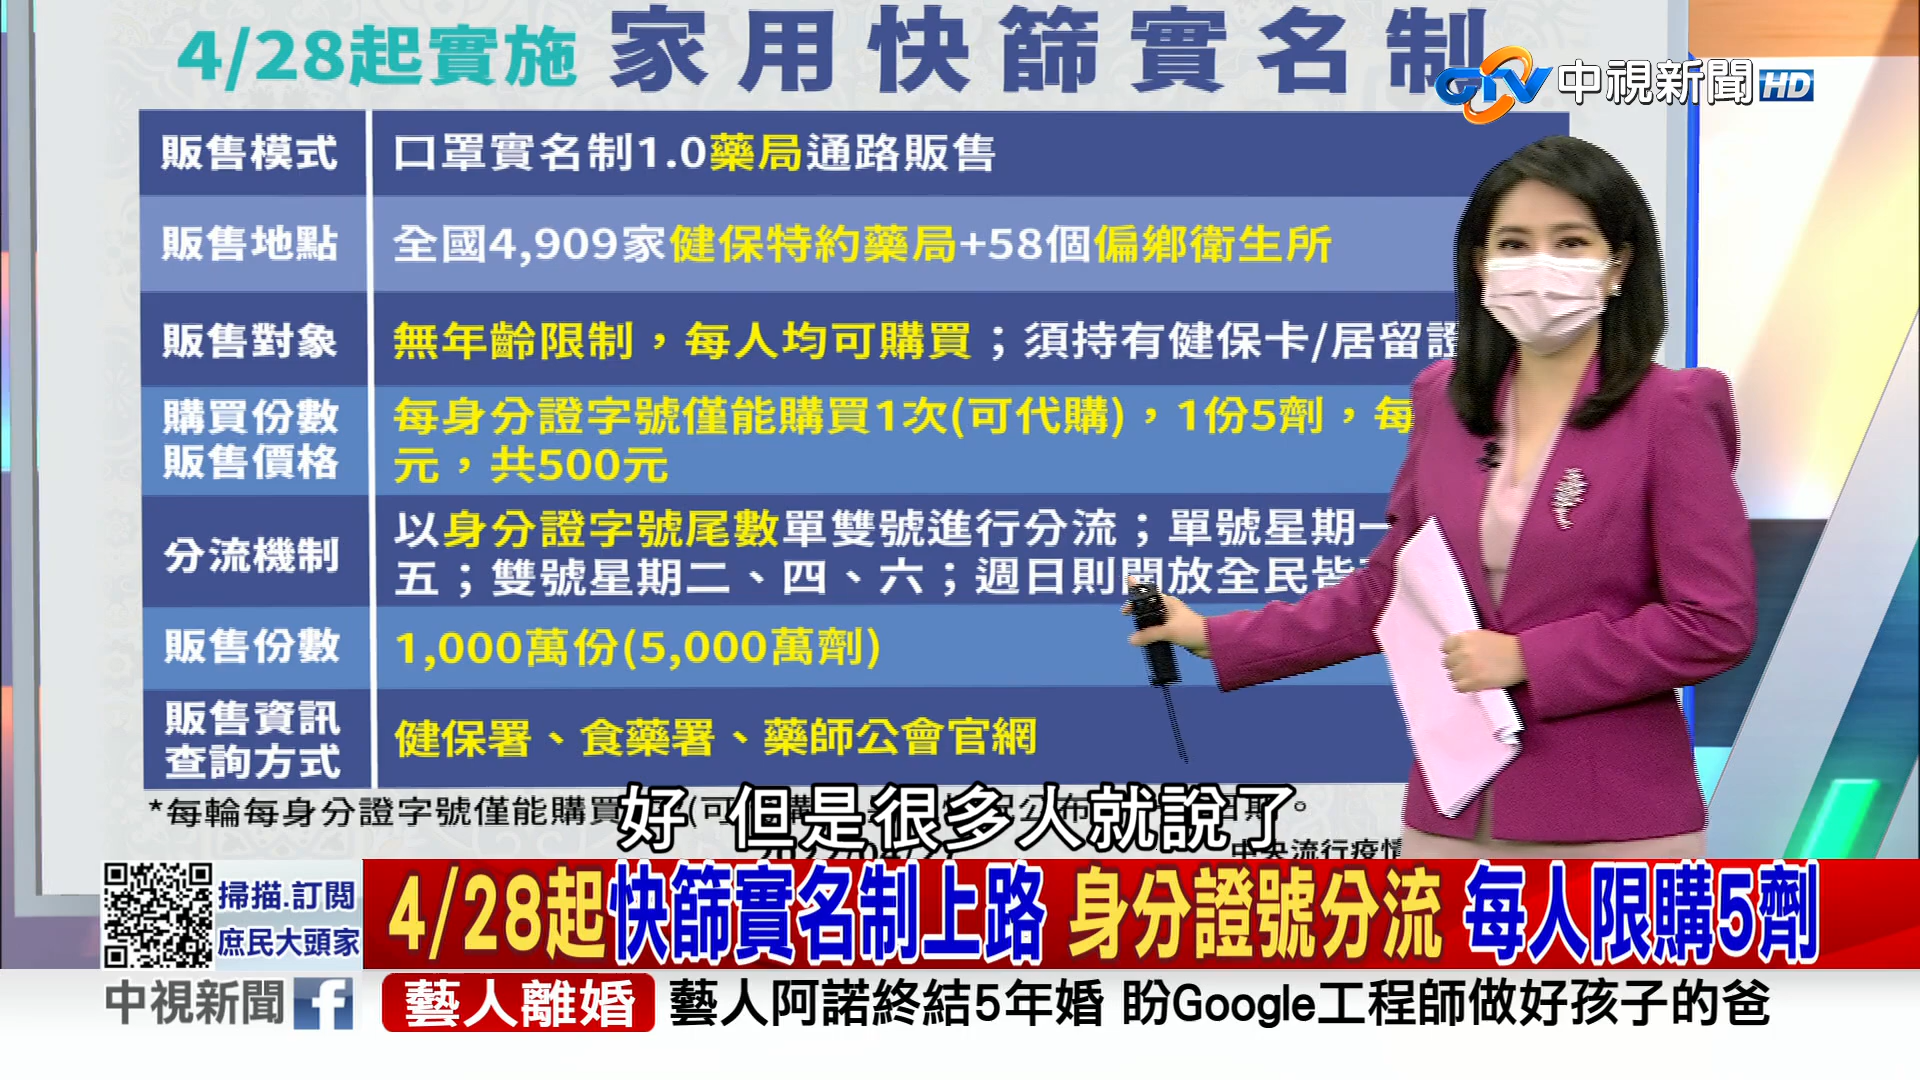 4/28起實施 家用快篩實名制
CTV中視新聞HD
販售模式 口罩實名制1.0藥局通路販售
販售地點 全國4,909家健保特約藥局+58個偏鄉衛生所
販售對象 無年齡限制，每人均可購買；須持有健保卡/居留證
購買份數 每身分證字號僅能購買1次(可代購)，1份5劑，每
販售價格 元，共500元
分流機制 以身分證字號尾數單雙號進行分流；單號星期一
五；雙號星期二、四、六；週日則開放全民皆
販售份數 1,000萬份(5,000萬劑)
販售資訊
查詢方式 健保署、食藥署、藥師公會官網
*每輪每身分證字號僅能購買
好 但是很多人就說了
中央流行疫情
掃描.訂閱
庶民大頭家
4/28起快篩實名制上路 身分證號分流 每人限購5劑
中視新聞 f 藝人離婚 藝人阿諾終結5年婚 盼Google工程師做好孩子的爸